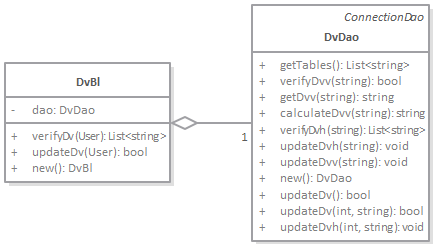 DvBl
- dao: DvDao
+ verifyDv(User): List<string>
+ updateDv(User): bool
+ new(): DvBl
1
ConnectionDao
DvDao
+ getTables(): List<string>
+ verifyDvv(string): bool
+ getDvv(string): string
+ calculateDvv(string): string
+ verifyDvh(string): List<string>
+ updateDvh(string): void
+ updateDvv(string): void
+ new(): DvDao
+ updateDv(): bool
+ updateDv(int, string): bool
+ updateDvh(int, string): void